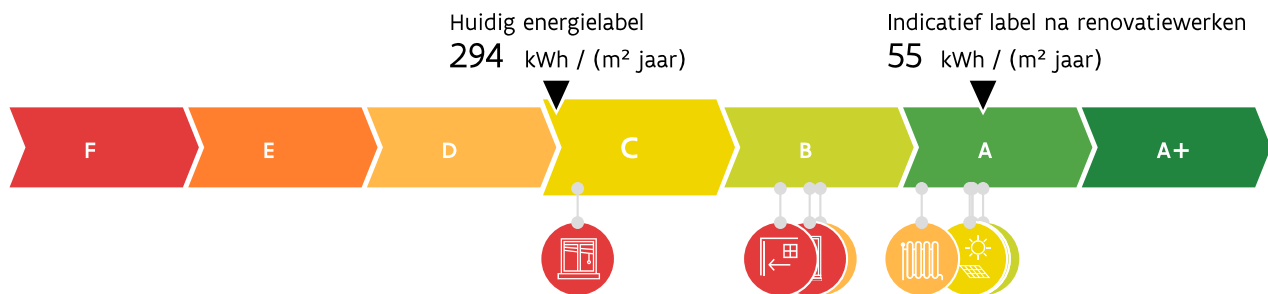 Huidig energielabel
294 kWh / (m² jaar)
Indicatief label na renovatiewerken
55 kWh / (m² jaar)
F E D C B A A+